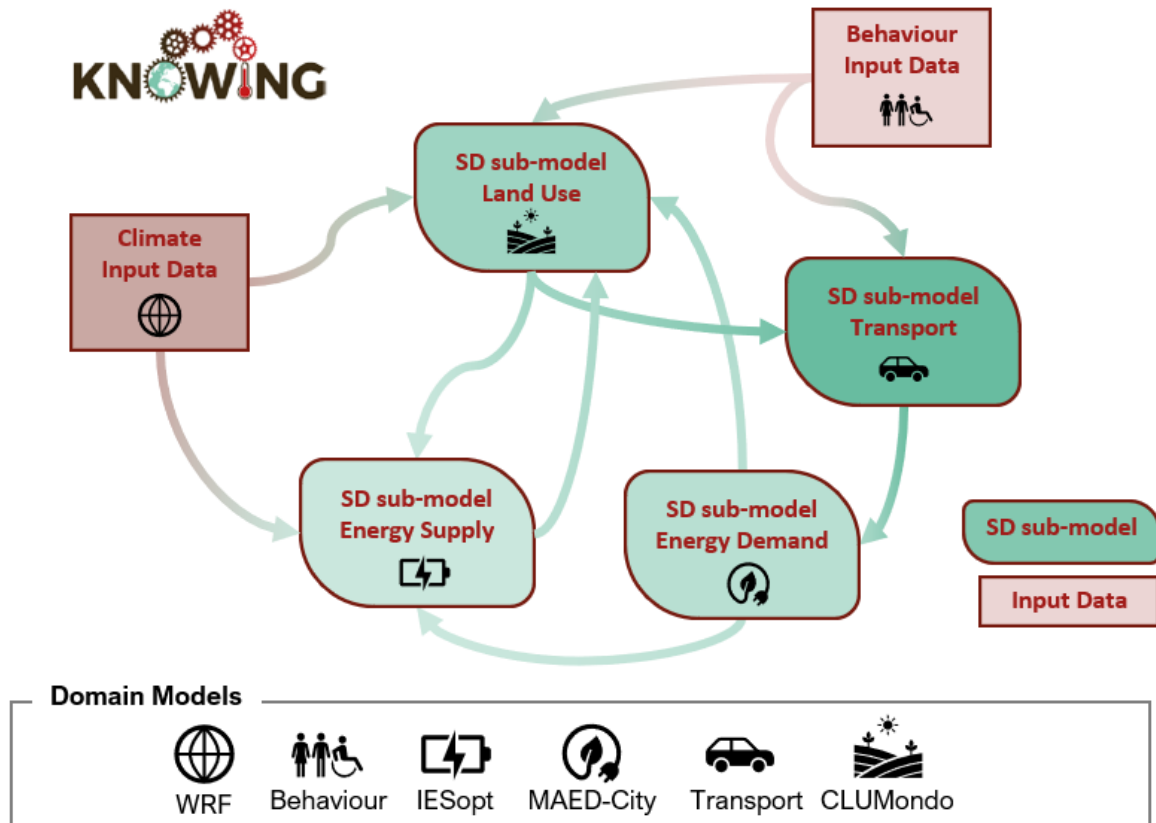 KNOWING
Behaviour
Input Data
SD sub-model
Land Use
Climate
Input Data
SD sub-model
Transport
SD sub-model
Energy Supply
SD sub-model
Energy Demand
SD sub-model
Input Data
Domain Models
WRF
Behaviour
IESopt
MAED-City
Transport
CLUMondo